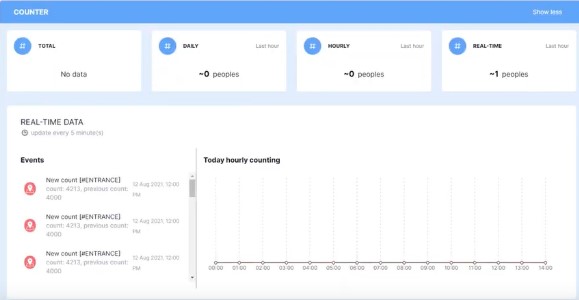 COUNTER
Show less
TOTAL
No data
DAILY
Last hour
~0 peoples
HOURLY
Last hour
~0 peoples
REAL-TIME
Last hour
~1 peoples
REAL-TIME DATA
update every 5 minute(s)
Events
New count [#ENTRANCE]
count: 4213, previous count:
4000
12 Aug 2021, 12:00
PM
New count [#ENTRANCE]
count: 4213, previous count:
4000
12 Aug 2021, 12:00
PM
New count [#ENTRANCE]
count: 4213, previous count:
4000
12 Aug 2021, 12:00
PM
Today hourly counting
00:00 01:00 02:00 03:00 04:00 05:00 06:00 07:00 08:00 09:00 10:00 11:00 12:00 13:00 14:00